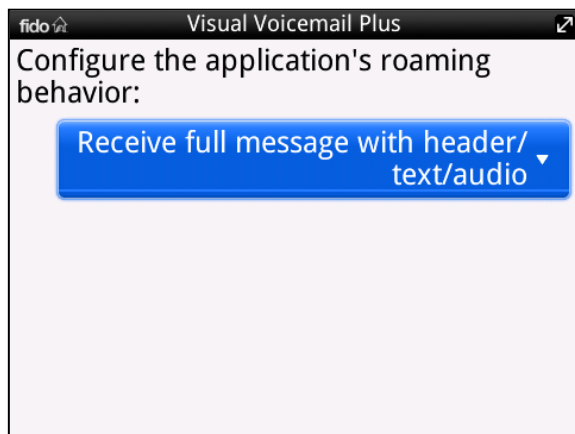 fido Visual Voicemail Plus
Configure the application's roaming
behavior:
Receive full message with header/
text/audio